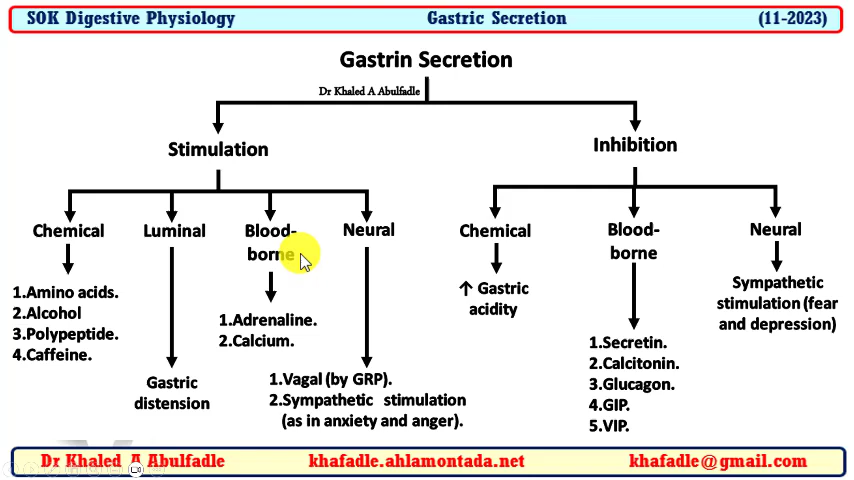 SOK Digestive Physiology Gastric Secretion (11-2023)
Gastrin Secretion
Dr Khaled A Abulfadle
Stimulation
Inhibition
Chemical
Luminal
Blood-
borne
Neural
Chemical
Blood-
borne
Neural
1.Amino acids.
2.Alcohol
3.Polypeptide.
4.Caffeine.
Gastric
distension
1.Adrenaline.
2.Calcium.
1.Vagal (by GRP).
2.Sympathetic stimulation
(as in anxiety and anger).
↑ Gastric
acidity
1.Secretin.
2.Calcitonin.
3.Glucagon.
4.GIP.
5.VIP.
Sympathetic
stimulation (fear
and depression)
Dr Khaled A Abulfadle khafadle.ahlamontada.net khafadle@gmail.com